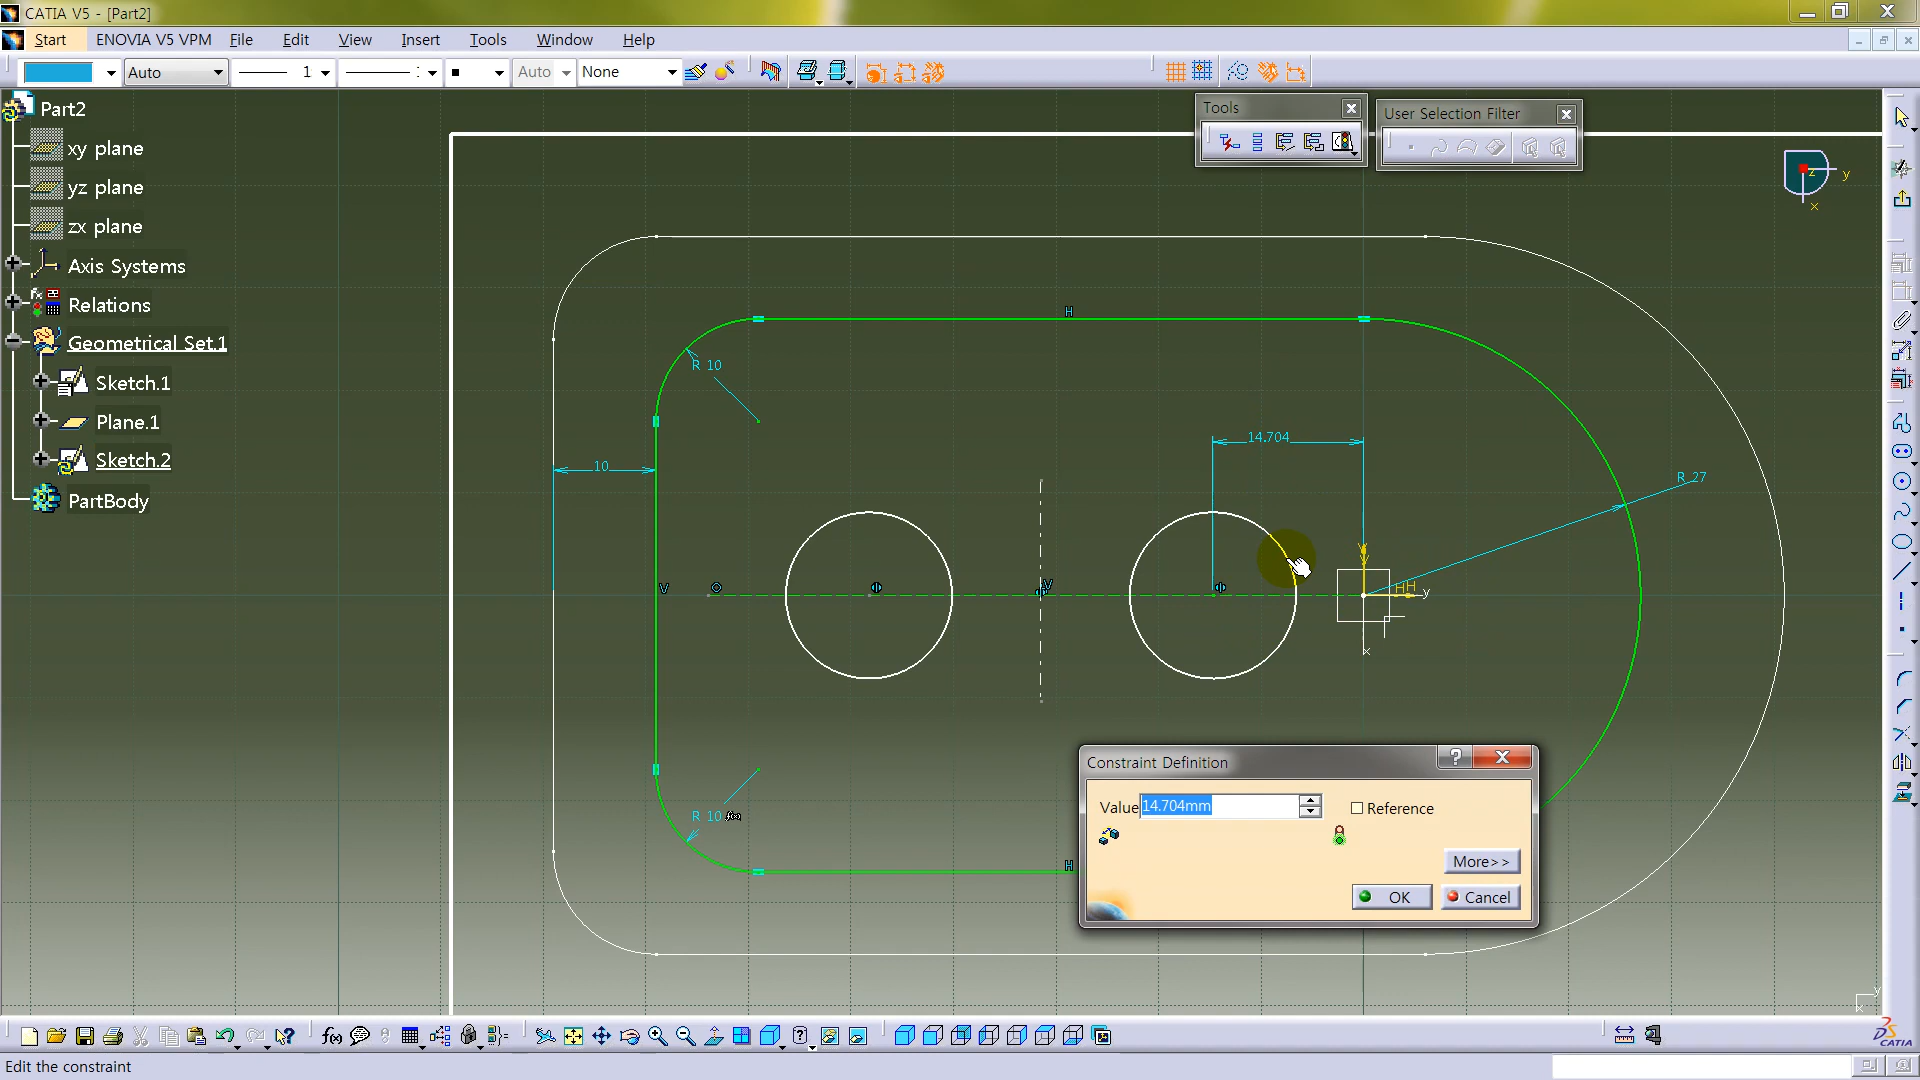 CATIA V5 - [Part2]
Start ENOVIA V5 VPM File Edit View Insert Tools Window Help
Auto 1 : Auto None
Tools
User Selection Filter
Part2
xy plane
yz plane
zx plane
Axis Systems
Relations
Geometrical Set.1
Sketch.1
Plane.1
Sketch.2
PartBody
z y
x
H
R 10
14.704
10
R 27
V
V
V
H H y
x
R 10
H
Constraint Definition
Value 14.704mm Reference
More>>
OK Cancel
y
x
CATIA
Edit the constraint